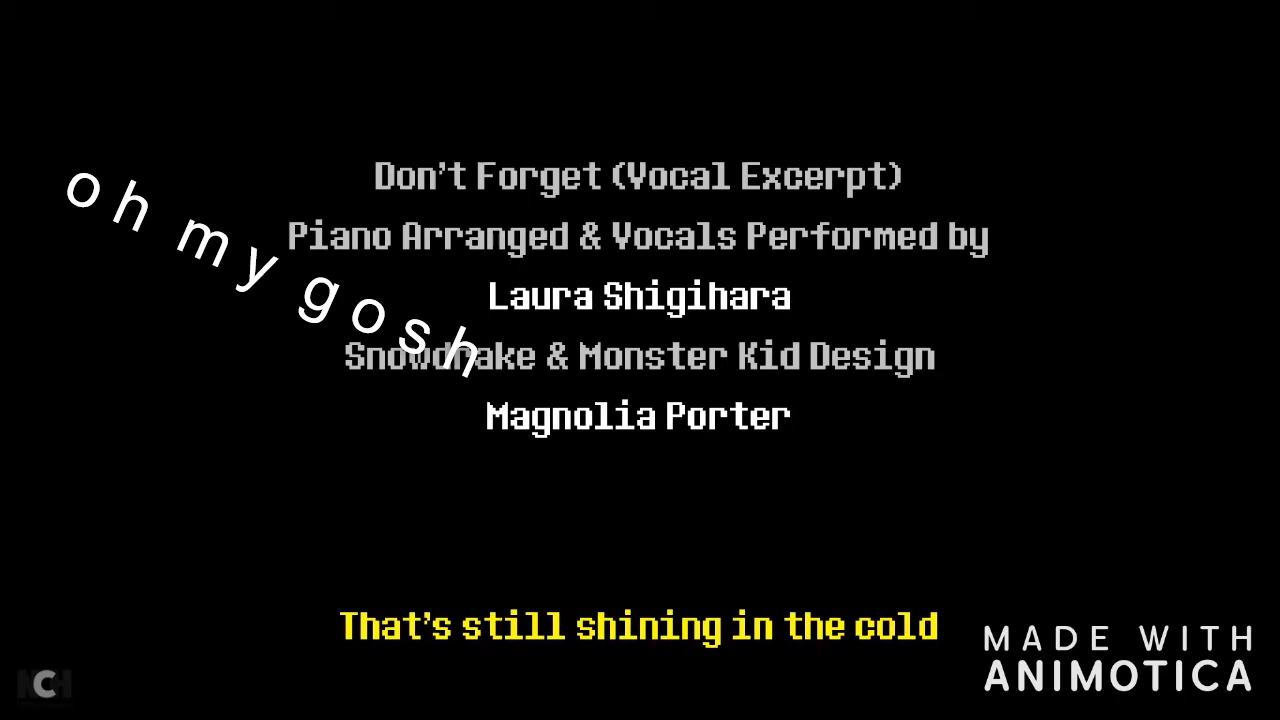 oh my gosh
Don't Forget (Vocal Excerpt)
Piano Arranged & Vocals Performed by
Laura Shigihara
Snowdrake & Monster Kid Design
Magnolia Porter
That's still shining in the cold
MADE WITH
ANIMOTICA
NCH